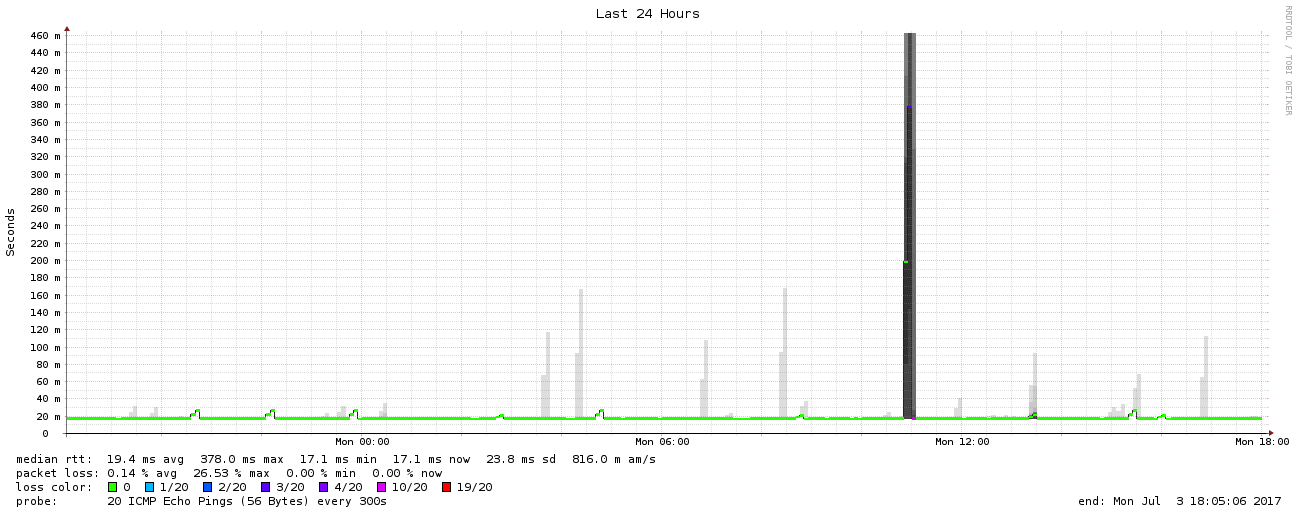 Last 24 Hours
RRDTOOL / TOBI OETIKER
Seconds
460 m
440 m
420 m
400 m
380 m
360 m
340 m
320 m
300 m
280 m
260 m
240 m
220 m
200 m
180 m
160 m
140 m
120 m
100 m
80 m
60 m
40 m
20 m
0
Mon 00:00 Mon 06:00 Mon 12:00 Mon 18:00
median rtt: 19.4 ms avg 378.0 ms max 17.1 ms min 17.1 ms now 23.8 ms sd 816.0 m am/s
packet loss: 0.14 % avg 26.53 % max 0.00 % min 0.00 % now
loss color: 0 1/20 2/20 3/20 4/20 10/20 19/20
probe: 20 ICMP Echo Pings (56 Bytes) every 300s end: Mon Jul 3 18:05:06 2017